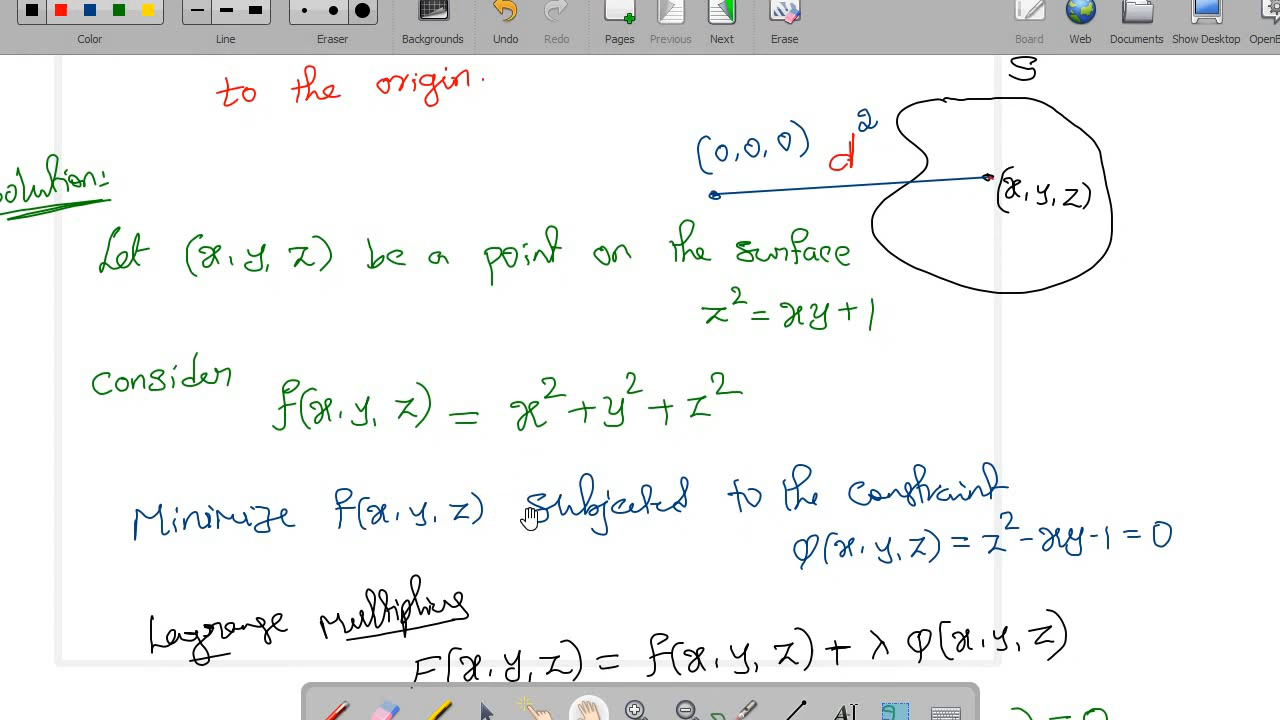 Color Line Eraser Backgrounds Undo Redo Pages Previous Next Erase Board Web Documents Show Desktop
to the origin.
S
(0,0,0) d²
(x,y,z)
Solution:
Let (x,y,z) be a point on the surface
z² = xy+1
consider f(x,y,z) = x²+y²+z²
Minimize f(x,y,z) subjected to the constraint
φ(x,y,z) = z²-xy-1=0
Lagrange Multipliers
F(x,y,z) = f(x,y,z) + λ φ(x,y,z)